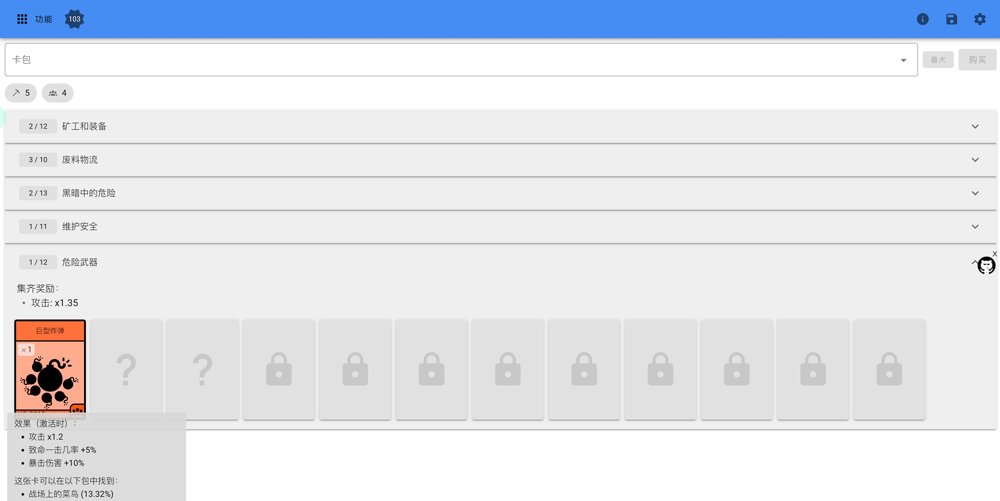 功能 103
卡包
最大 购买
5 4
2 / 12 矿工和装备
3 / 10 废料物流
2 / 13 黑暗中的危险
1 / 11 维护安全
1 / 12 危险武器
x
集齐奖励：
• 攻击: x1.35
巨型炸弹
×1
? ?
效果（激活时）：
• 攻击 x1.2
• 致命一击几率 +5%
• 暴击伤害 +10%
这张卡可以在以下包中找到：
• 战场上的菜鸟 (13.32%)